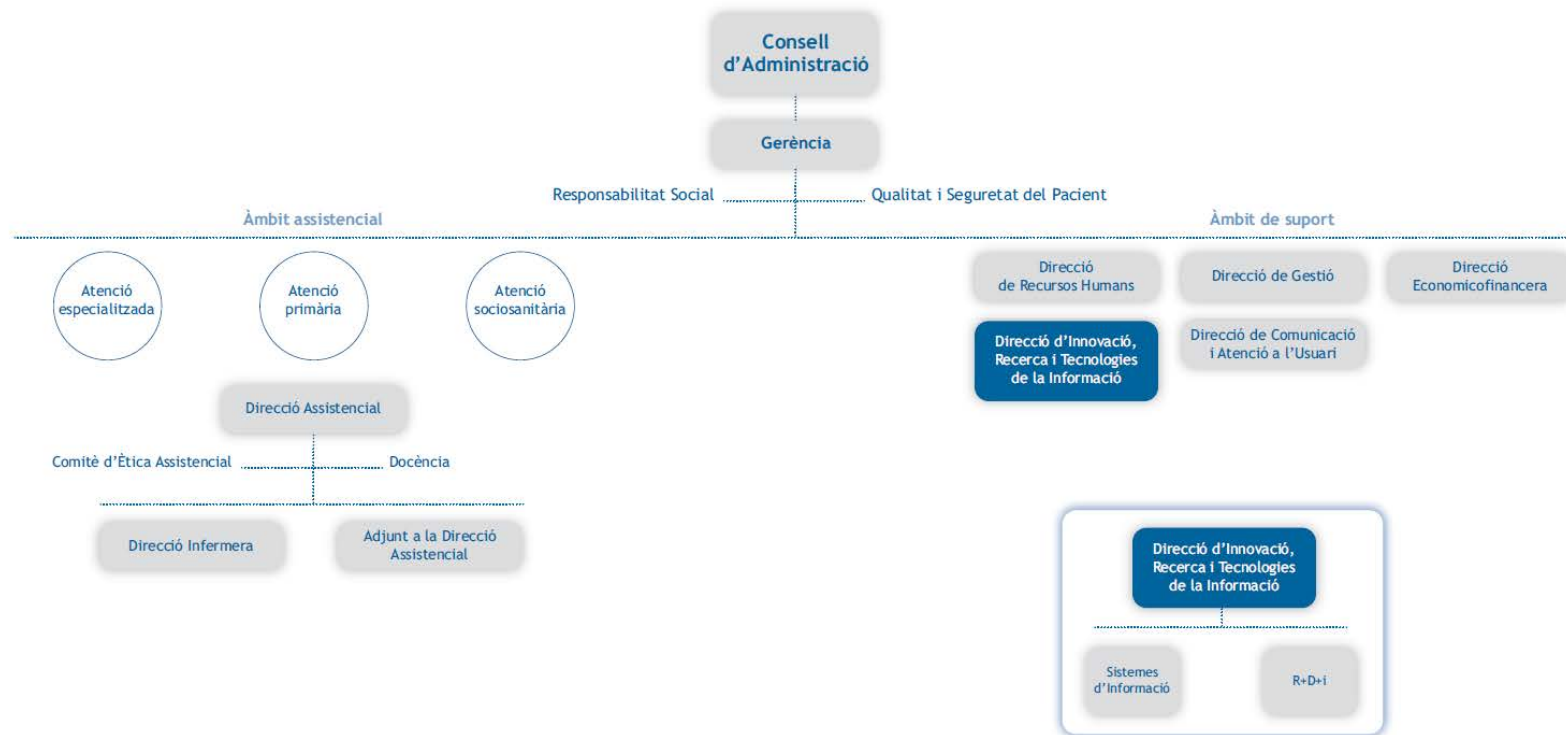 Consell
d'Administració
Gerència
Responsabilitat Social
Qualitat i Seguretat del Pacient
Àmbit assistencial
Àmbit de suport
Atenció
especialitzada
Atenció
primària
Atenció
sociosanitària
Direcció
de Recursos Humans
Direcció de Gestió
Direcció
Economicofinancera
Direcció d'Innovació,
Recerca i Tecnologies
de la Informació
Direcció de Comunicació
i Atenció a l'Usuari
Direcció Assistencial
Comitè d'Ètica Assistencial
Docència
Direcció Infermera
Adjunt a la Direcció
Assistencial
Direcció d'Innovació,
Recerca i Tecnologies
de la Informació
Sistemes
d'Informació
R+D+i